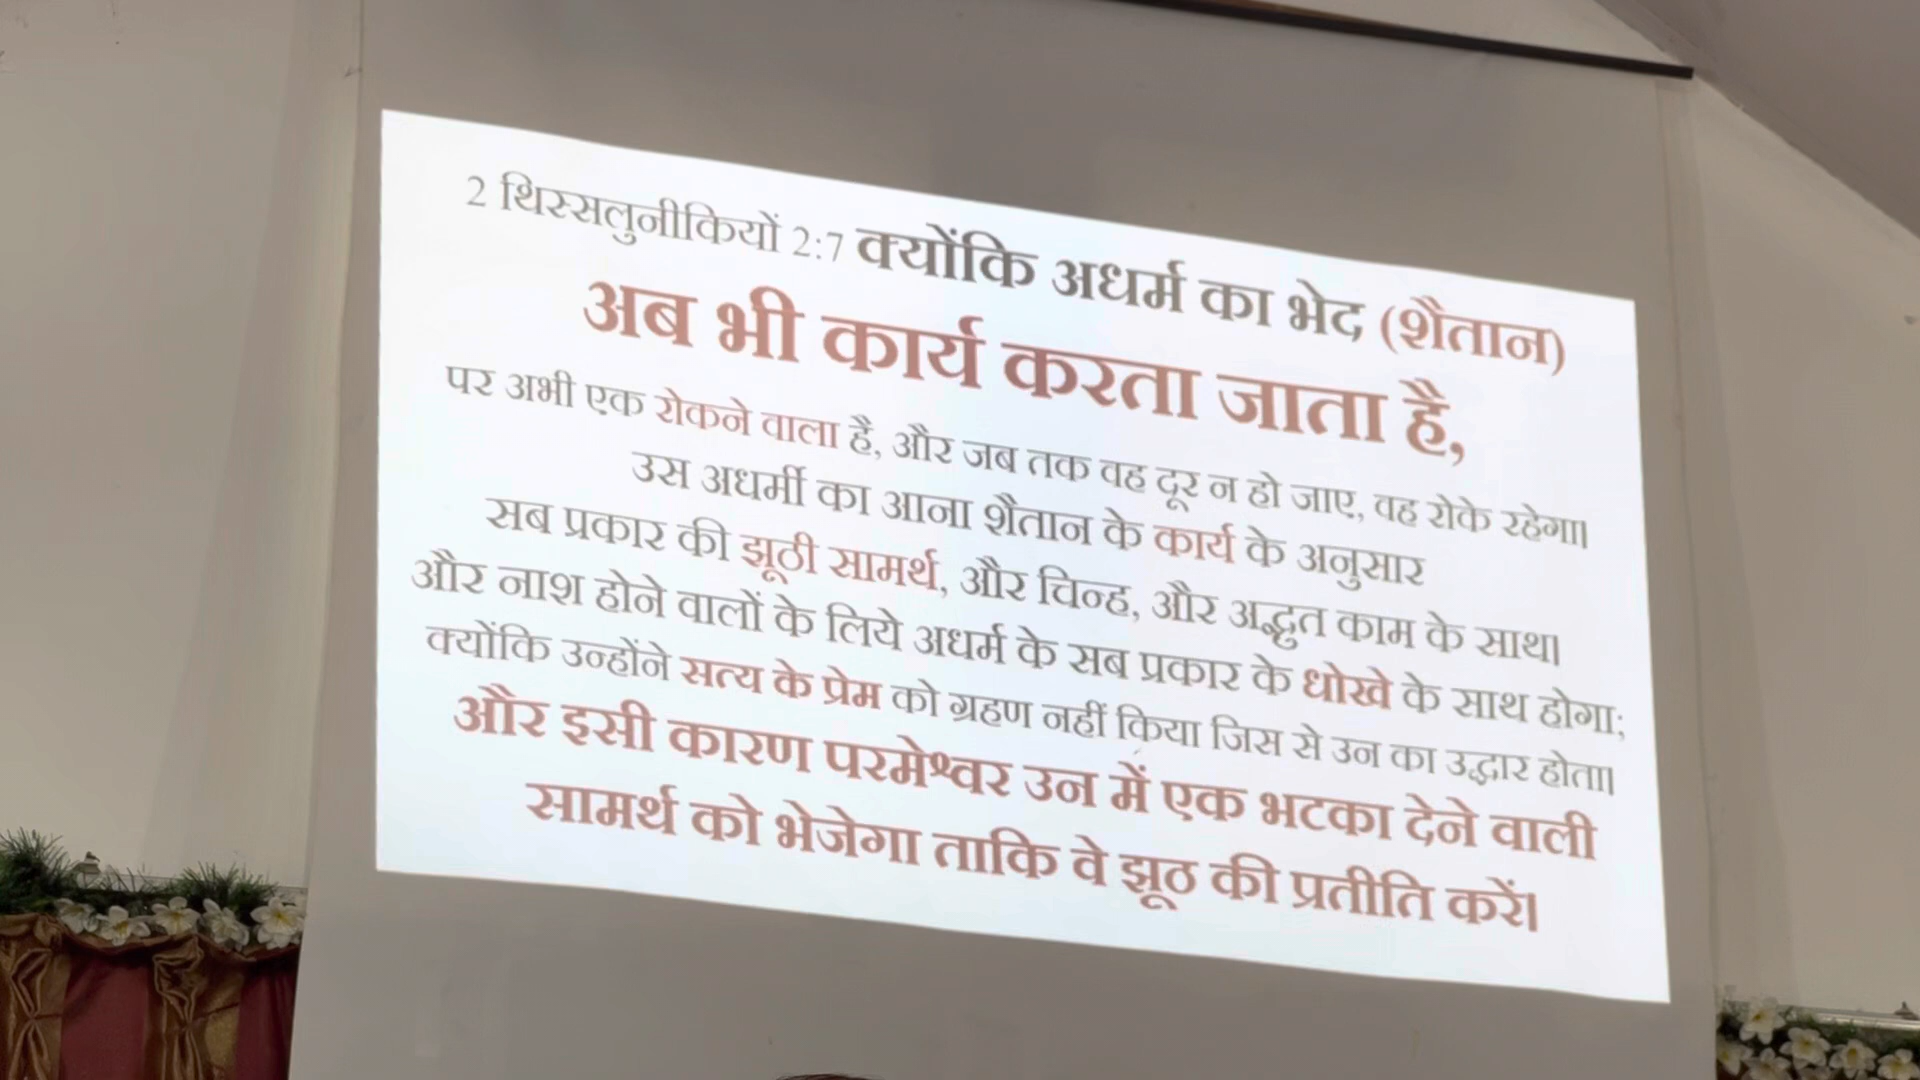 2 थिस्सलुनीकियों 2:7 क्योंकि अधर्म का भेद (शैतान)
अब भी कार्य करता जाता है,
पर अभी एक रोकने वाला है, और जब तक वह दूर न हो जाए, वह रोके रहेगा।
उस अधर्मी का आना शैतान के कार्य के अनुसार
सब प्रकार की झूठी सामर्थ, और चिन्ह, और अद्भुत काम के साथ।
और नाश होने वालों के लिये अधर्म के सब प्रकार के धोखे के साथ होगा;
क्योंकि उन्होंने सत्य के प्रेम को ग्रहण नहीं किया जिस से उन का उद्धार होता।
और इसी कारण परमेश्वर उन में एक भटका देने वाली
सामर्थ को भेजेगा ताकि वे झूठ की प्रतीति करें।